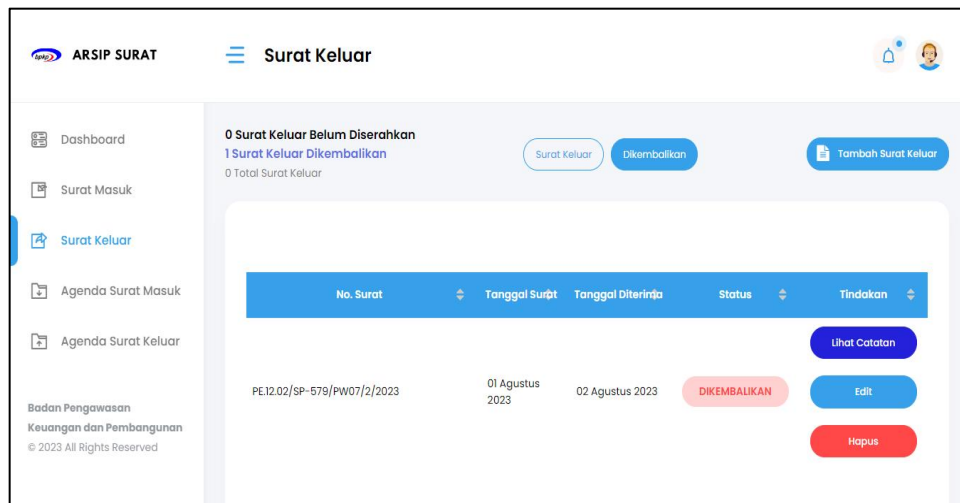 bpkp
ARSIP SURAT
Surat Keluar
Dashboard
Surat Masuk
Surat Keluar
Agenda Surat Masuk
Agenda Surat Keluar
Badan Pengawasan
Keuangan dan Pembangunan
© 2023 All Rights Reserved
0 Surat Keluar Belum Diserahkan
1 Surat Keluar Dikembalikan
0 Total Surat Keluar
Surat Keluar
Dikembalikan
Tambah Surat Keluar
No. Surat Tanggal Surat Tanggal Diterima Status Tindakan
PE.12.02/SP-579/PW07/2/2023
01 Agustus
2023
02 Agustus 2023
DIKEMBALIKAN
Lihat Catatan
Edit
Hapus